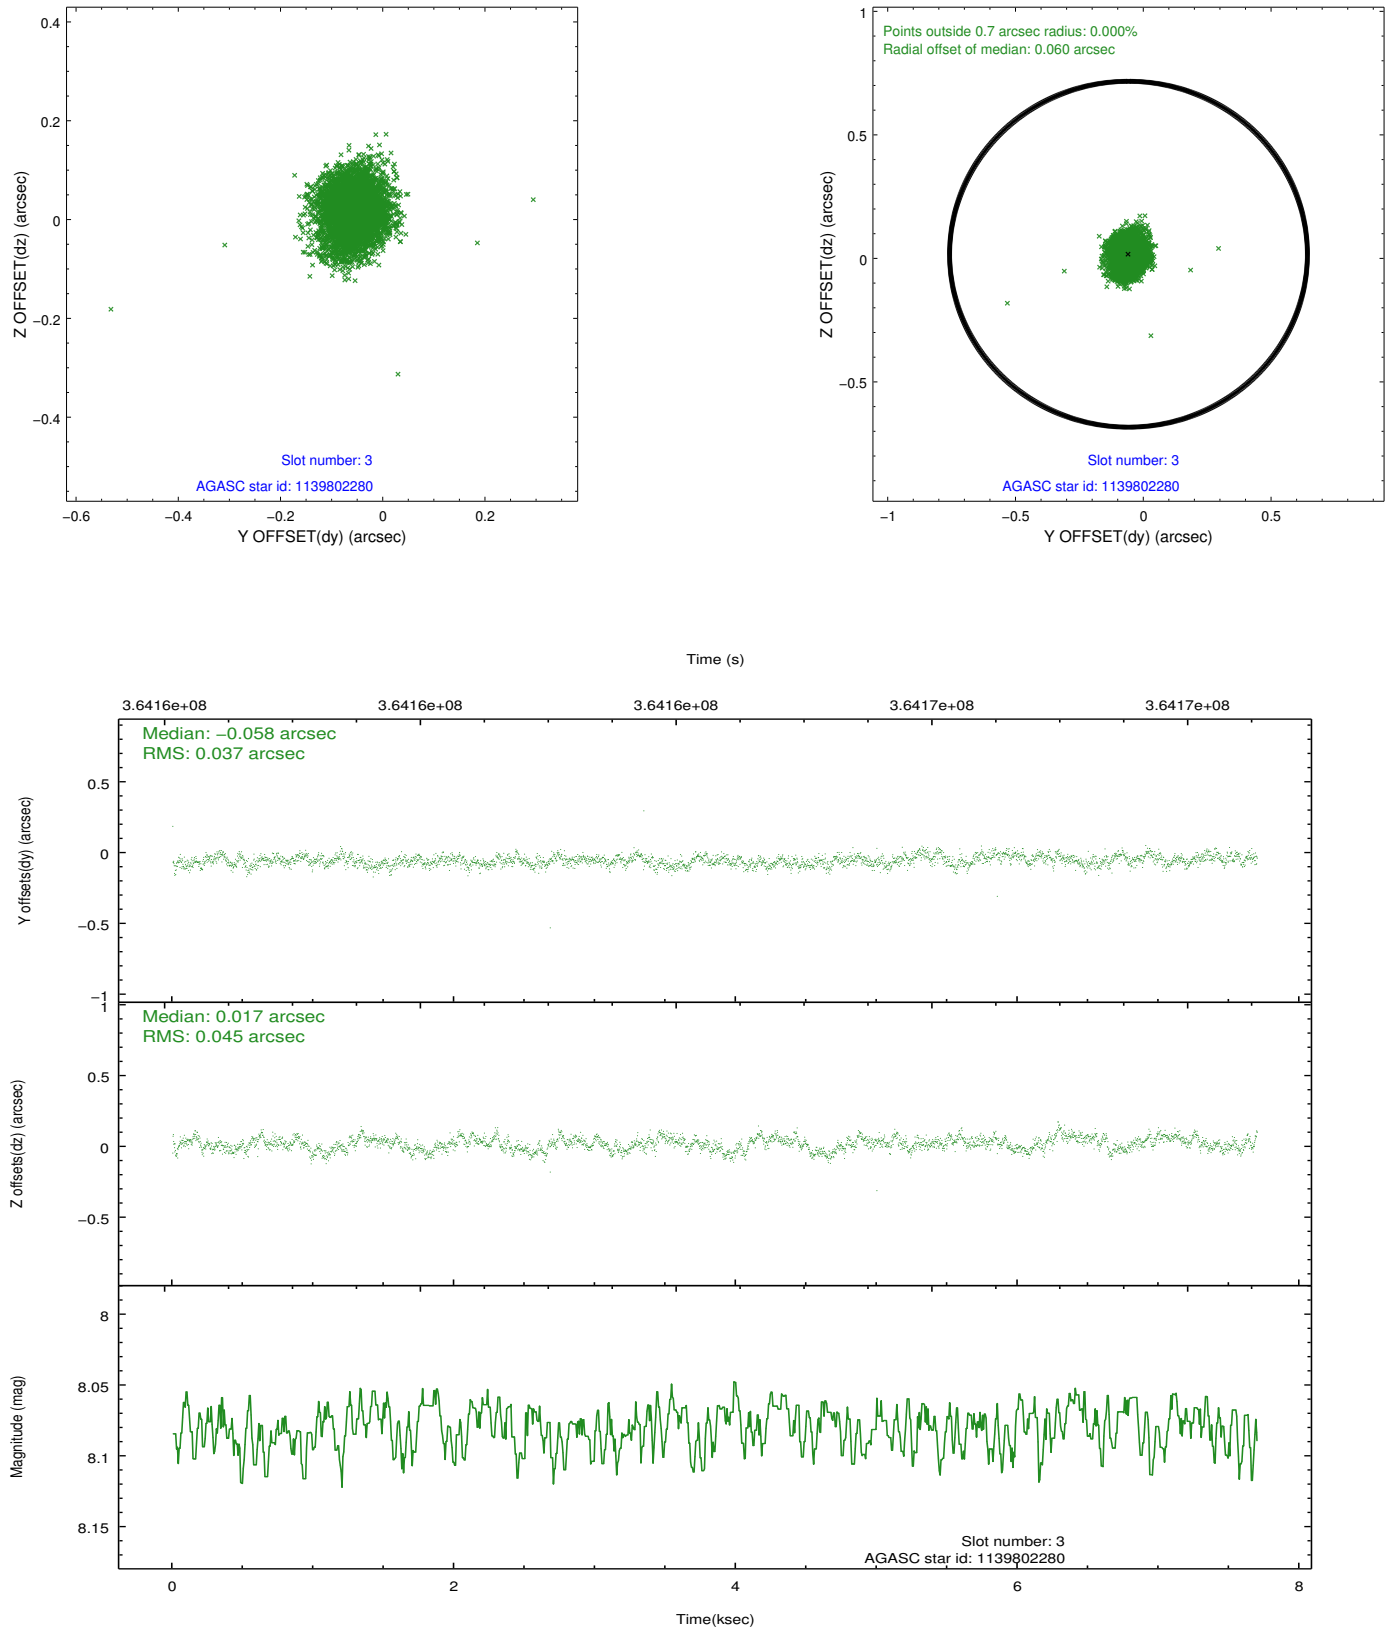 0.4
0.2
0
−0.2
−0.4
Z OFFSET(dz) (arcsec)
Slot number: 3
AGASC star id: 1139802280
−0.6 −0.4 −0.2 0 0.2
Y OFFSET(dy) (arcsec)
Points outside 0.7 arcsec radius: 0.000%
Radial offset of median: 0.060 arcsec
1
0.5
0
−0.5
Z OFFSET(dz) (arcsec)
Slot number: 3
AGASC star id: 1139802280
−1 −0.5 0 0.5
Y OFFSET(dy) (arcsec)
Time (s)
3.6416e+08 3.6416e+08 3.6416e+08 3.6417e+08 3.6417e+08
Median: −0.058 arcsec
RMS: 0.037 arcsec
0.5
0
−0.5
−1
Y offsets(dy) (arcsec)
Median: 0.017 arcsec
RMS: 0.045 arcsec
1
0.5
0
−0.5
Z offsets(dz) (arcsec)
8
8.05
8.1
8.15
Magnitude (mag)
Slot number: 3
AGASC star id: 1139802280
0 2 4 6 8
Time(ksec)